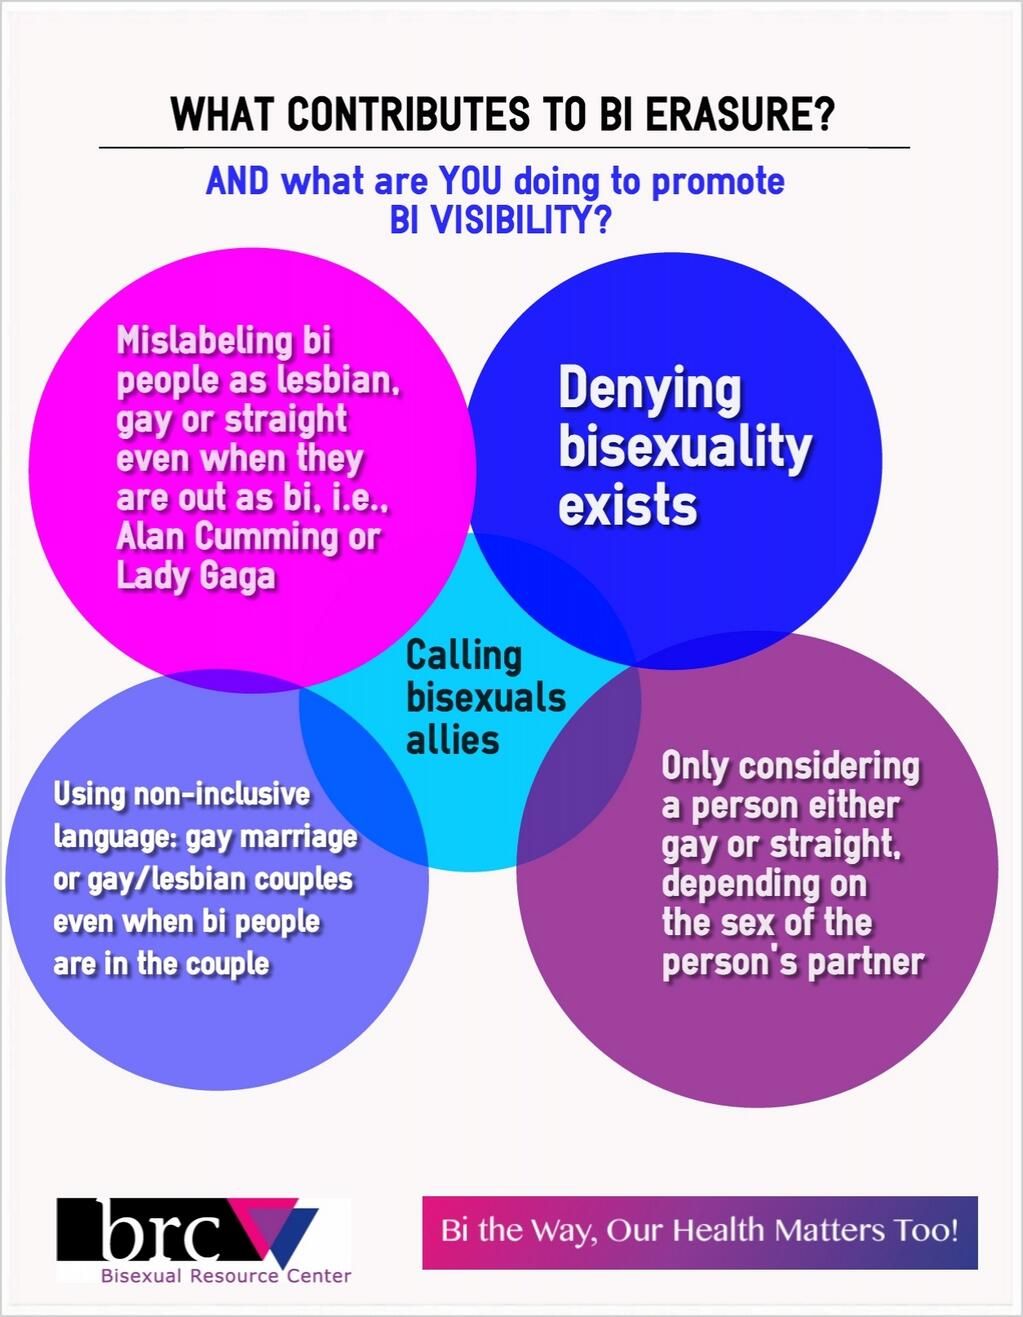 WHAT CONTRIBUTES TO BI ERASURE?
AND what are YOU doing to promote
BI VISIBILITY?
Mislabeling bi
people as lesbian,
gay or straight
even when they
are out as bi, i.e.,
Alan Cumming or
Lady Gaga
Denying
bisexuality
exists
Calling
bisexuals
allies
Using non-inclusive
language: gay marriage
or gay/lesbian couples
even when bi people
are in the couple
Only considering
a person either
gay or straight,
depending on
the sex of the
person's partner
brc
Bisexual Resource Center
Bi the Way, Our Health Matters Too!